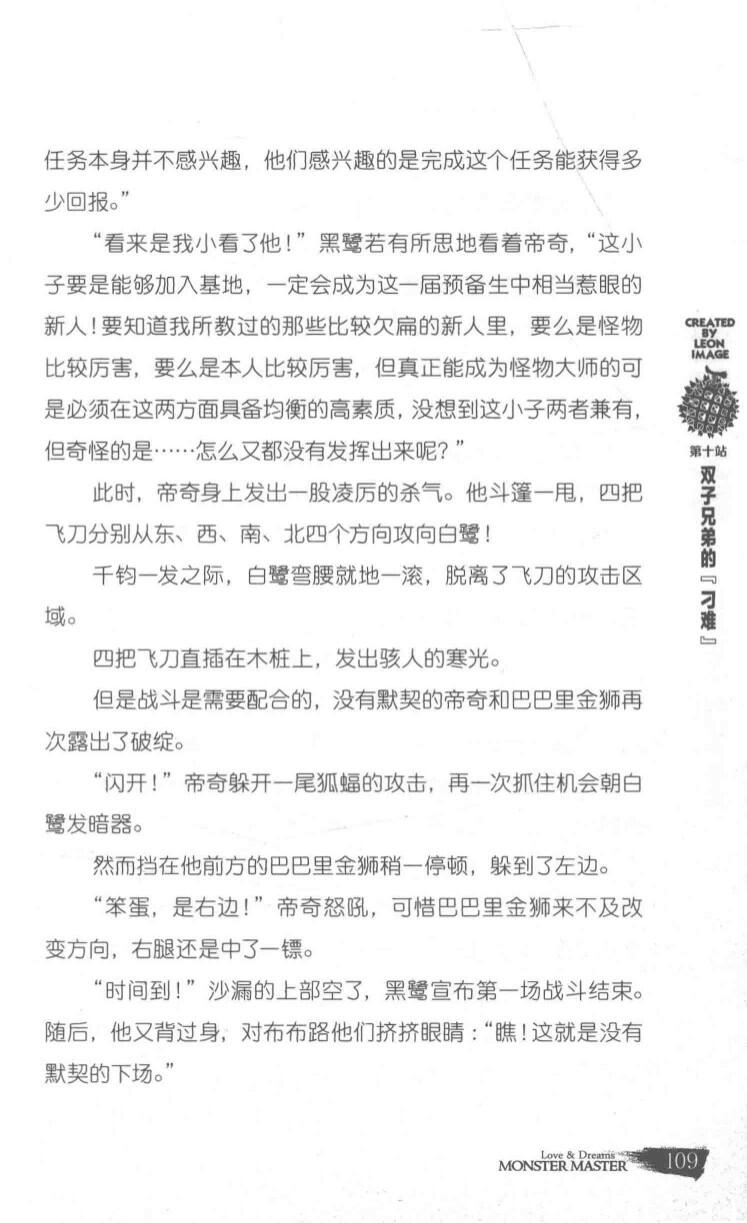 任务本身并不感兴趣，他们感兴趣的是完成这个任务能获得多
少回报。”
“看来是我小看了他！”黑鹭若有所思地看着帝奇，“这小
子要是能够加入基地，一定会成为这一届预备生中相当惹眼的
新人！要知道我所教过的那些比较欠扁的新人里，要么是怪物
比较厉害，要么是本人比较厉害，但真正能成为怪物大师的可
是必须在这两方面具备均衡的高素质，没想到这小子两者兼有，
但奇怪的是……怎么又都没有发挥出来呢？”
此时，帝奇身上发出一股凌厉的杀气。他斗篷一甩，四把
飞刀分别从东、西、南、北四个方向攻向白鹭！
千钧一发之际，白鹭弯腰就地一滚，脱离了飞刀的攻击区
域。
四把飞刀直插在木桩上，发出骇人的寒光。
但是战斗是需要配合的，没有默契的帝奇和巴巴里金狮再
次露出了破绽。
“闪开！”帝奇躲开一尾狐蝠的攻击，再一次抓住机会朝白
鹭发暗器。
然而挡在他前方的巴巴里金狮稍一停顿，躲到了左边。
“笨蛋，是右边！”帝奇怒吼，可惜巴巴里金狮来不及改
变方向，右腿还是中了一镖。
“时间到！”沙漏的上部空了，黑鹭宣布第一场战斗结束。
随后，他又背过身，对布布路他们挤挤眼睛：“瞧！这就是没有
默契的下场。”
CREATED
BY
LEON
IMAGE
第十站
双子兄弟的『刁难』
Love & Dreams
MONSTER MASTER
109